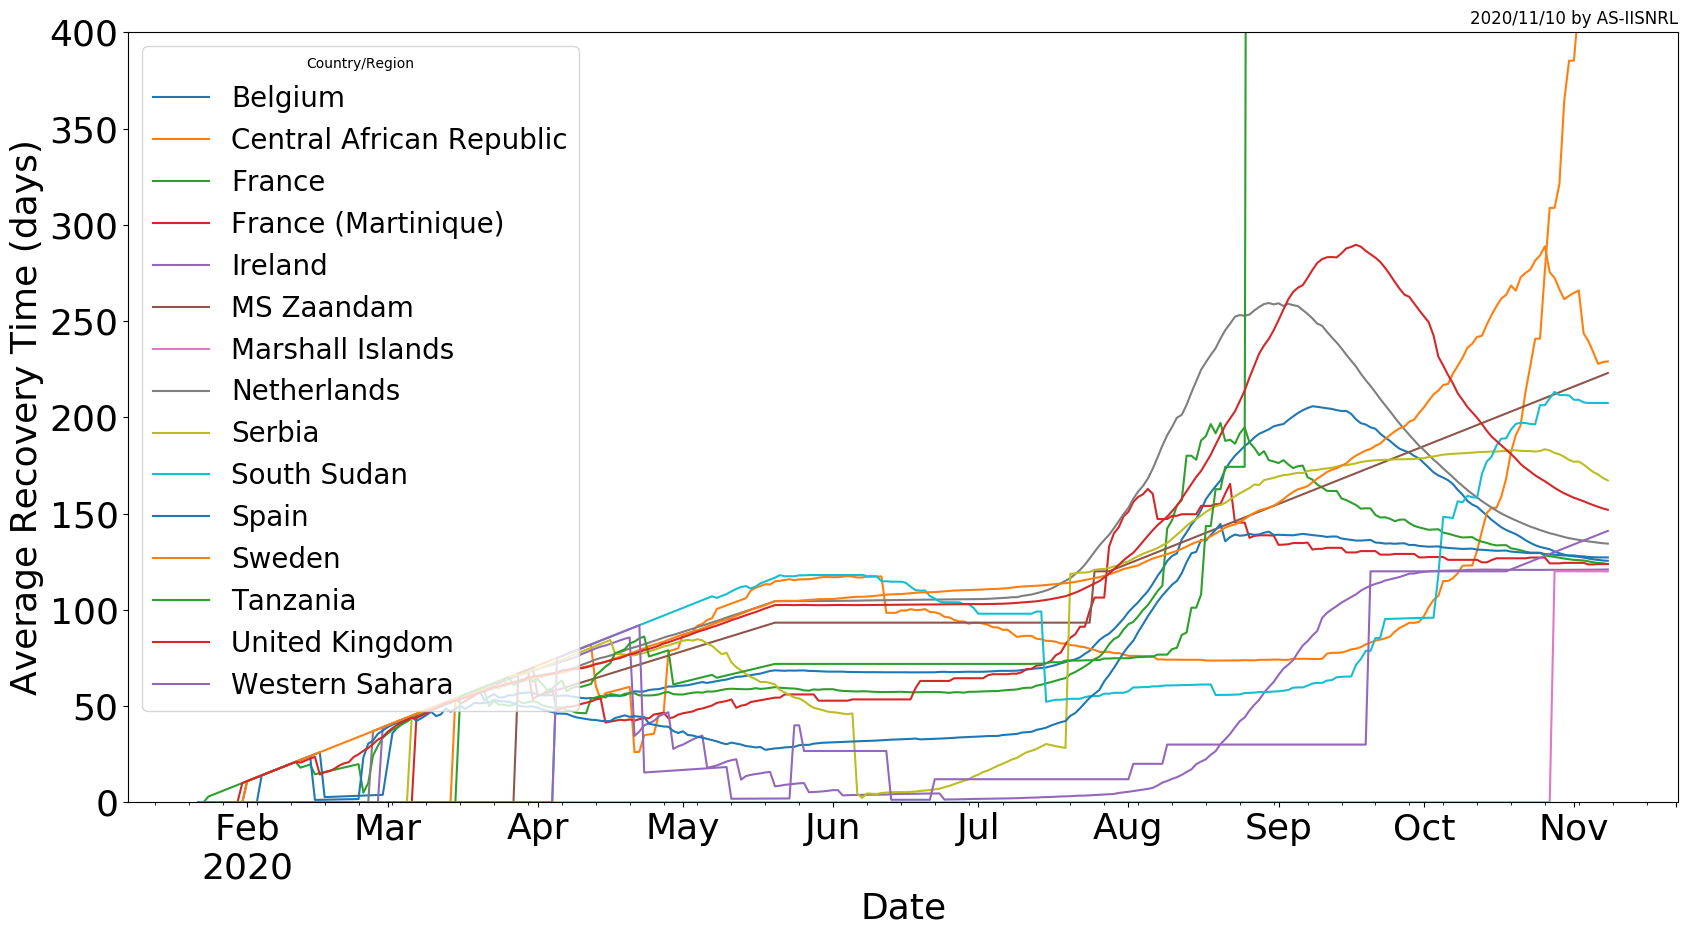 2020/11/10 by AS-IISNRL
Average Recovery Time (days)
400
350
300
250
200
150
100
50
0
Country/Region
Belgium
Central African Republic
France
France (Martinique)
Ireland
MS Zaandam
Marshall Islands
Netherlands
Serbia
South Sudan
Spain
Sweden
Tanzania
United Kingdom
Western Sahara
Feb Mar Apr May Jun Jul Aug Sep Oct Nov
2020
Date